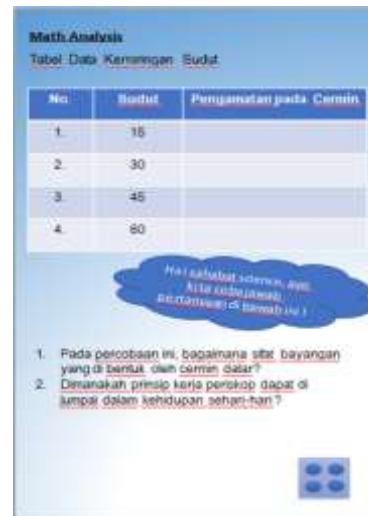 Math Analysis
Tabel Data Kemiringan Sudut
No Sudut Pengamatan pada Cermin
1. 15
2. 30
3. 45
4. 60
Hai sahabat science, ayo
kita coba jawab
pertanyaan di bawah ini !
1. Pada percobaan ini, bagaimana sifat bayangan
yang di bentuk oleh cermin datar?
2. Dimanakah prinsip kerja periskop dapat di
jumpai dalam kehidupan sehari-hari ?